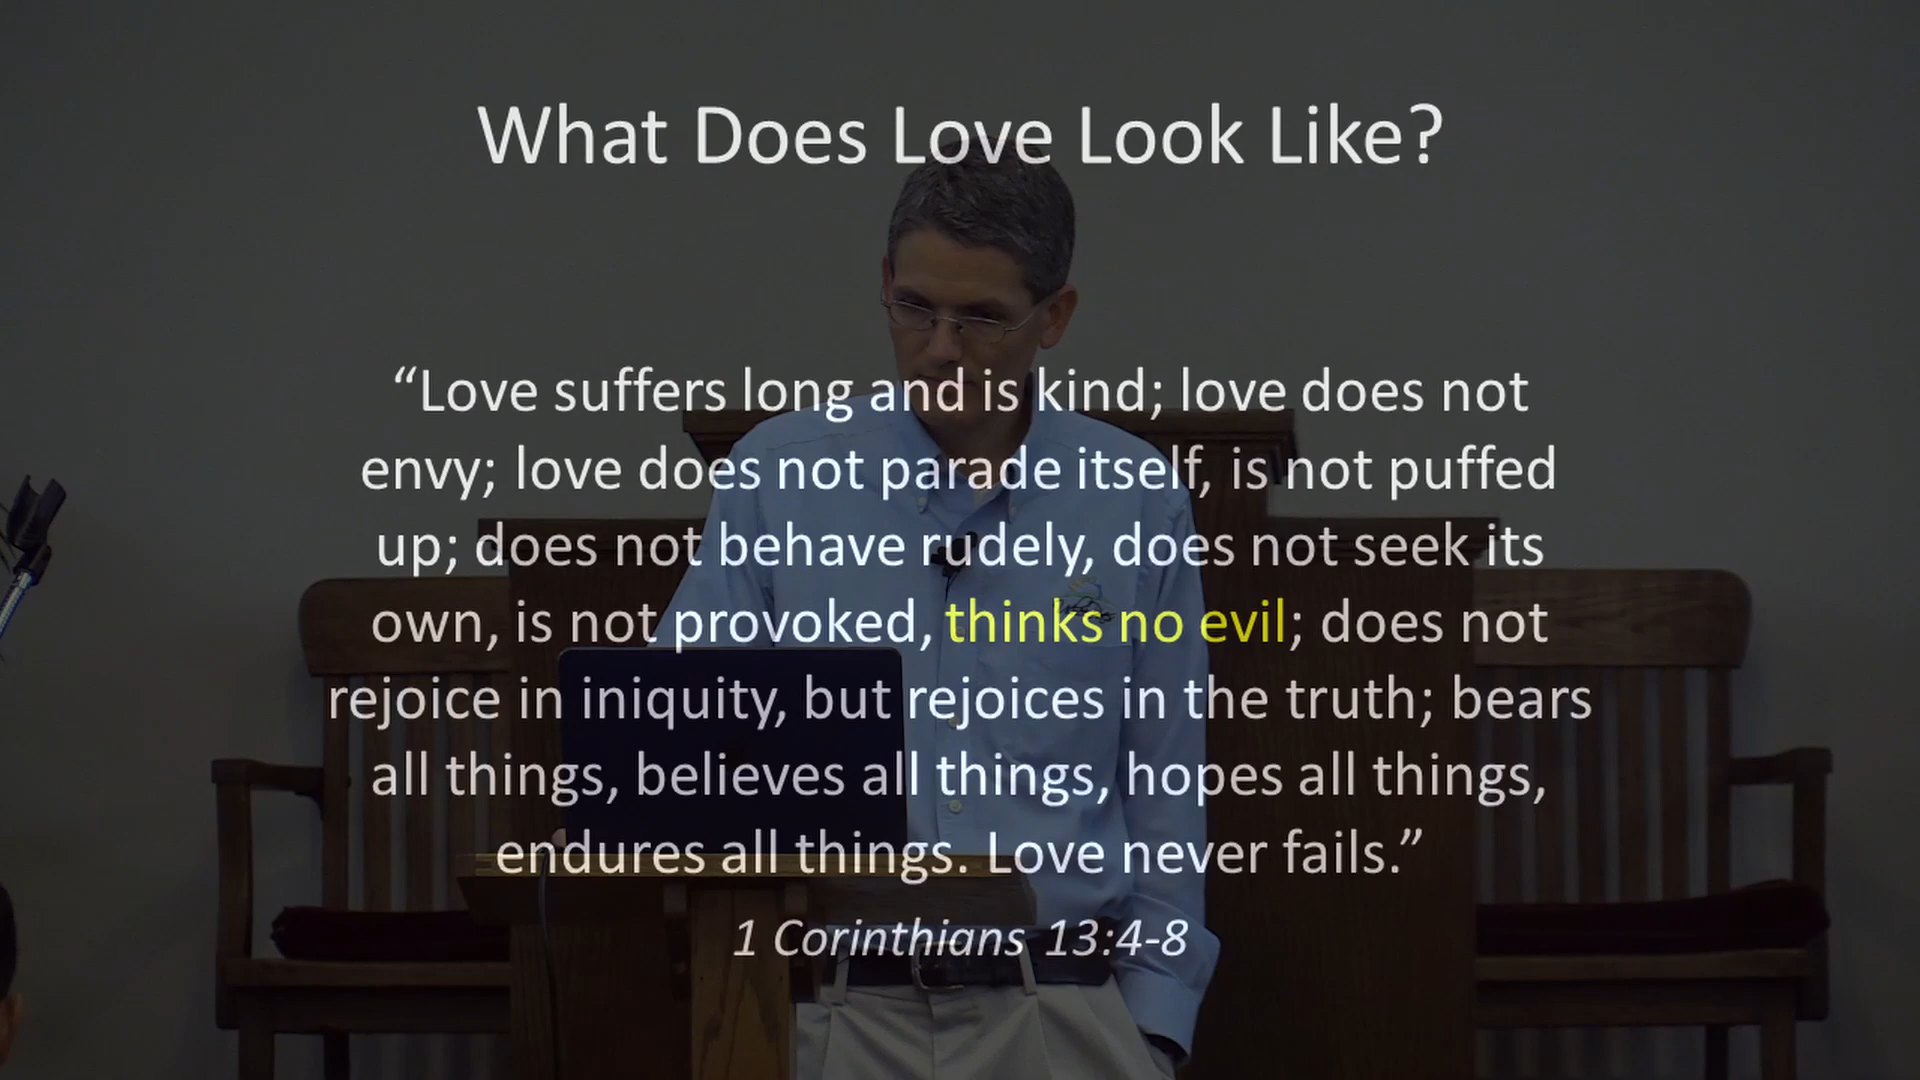 What Does Love Look Like?
“Love suffers long and is kind; love does not
envy; love does not parade itself, is not puffed
up; does not behave rudely, does not seek its
own, is not provoked, thinks no evil; does not
rejoice in iniquity, but rejoices in the truth; bears
all things, believes all things, hopes all things,
endures all things. Love never fails.”
1 Corinthians 13:4-8